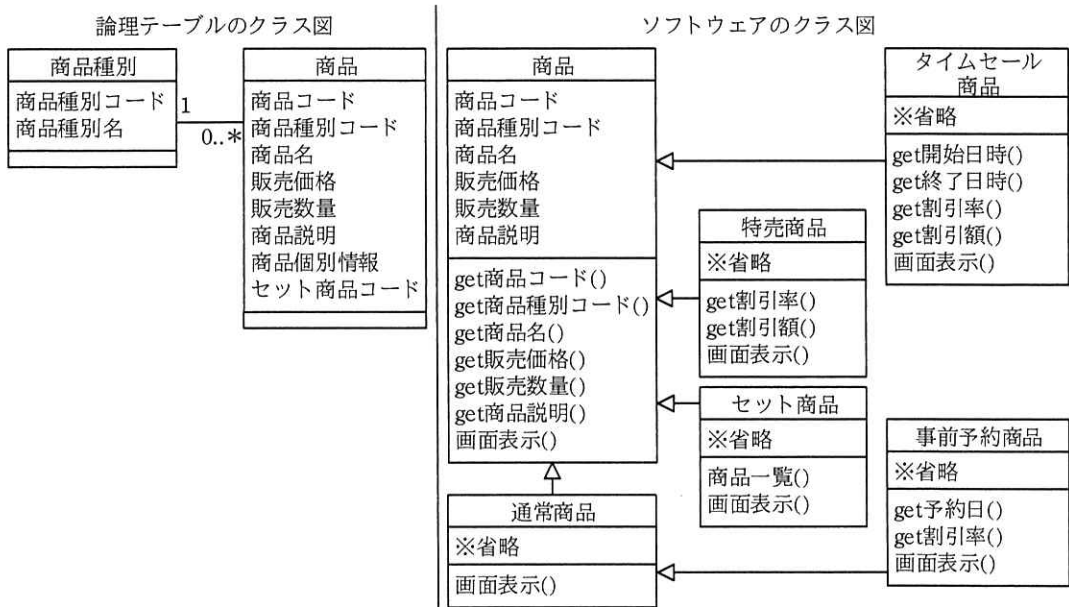 論理テーブルのクラス図
商品種別
商品種別コード
商品種別名
1
0..*
商品
商品コード
商品種別コード
商品名
販売価格
販売数量
商品説明
商品個別情報
セット商品コード
ソフトウェアのクラス図
商品
商品コード
商品種別コード
商品名
販売価格
販売数量
商品説明
get商品コード()
get商品種別コード()
get商品名()
get販売価格()
get販売数量()
get商品説明()
画面表示()
タイムセール
商品
※省略
get開始日時()
get終了日時()
get割引率()
get割引額()
画面表示()
特売商品
※省略
get割引率()
get割引額()
画面表示()
セット商品
※省略
商品一覧()
画面表示()
事前予約商品
※省略
get予約日()
get割引率()
画面表示()
通常商品
※省略
画面表示()